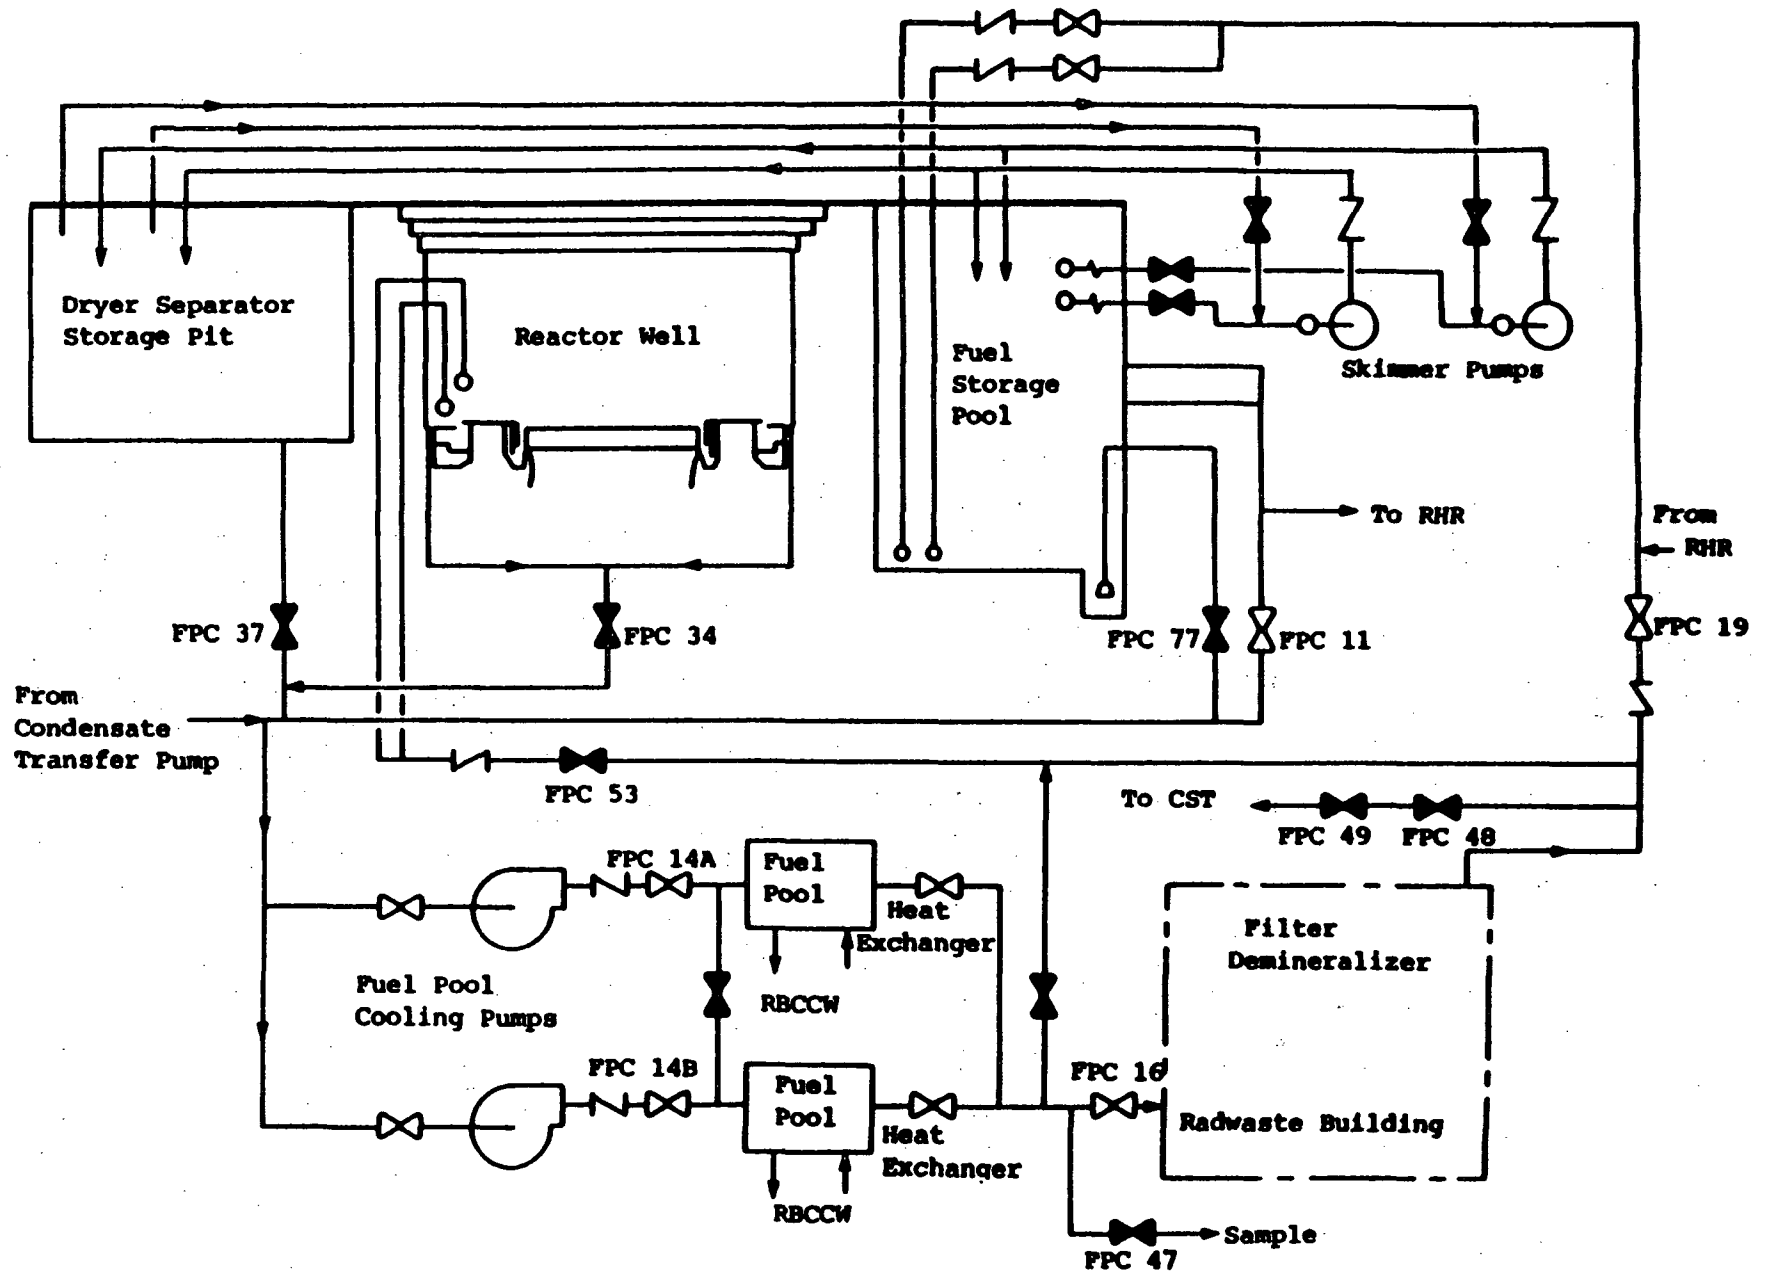 Dryer Separator
Storage Pit
Reactor Well
Fuel
Storage
Pool
Skimmer Pumps
To RHR
From
RHR
FPC 37
FPC 34
FPC 77
FPC 11
FPC 19
From
Condensate
Transfer Pump
FPC 53
To CST
FPC 49
FPC 48
FPC 14A
Fuel
Pool
Heat
Exchanger
RBCCW
Filter
Demineralizer
Fuel Pool
Cooling Pumps
FPC 14B
Fuel
Pool
Heat
Exchanger
RBCCW
FPC 16
Radwaste Building
Sample
FPC 47